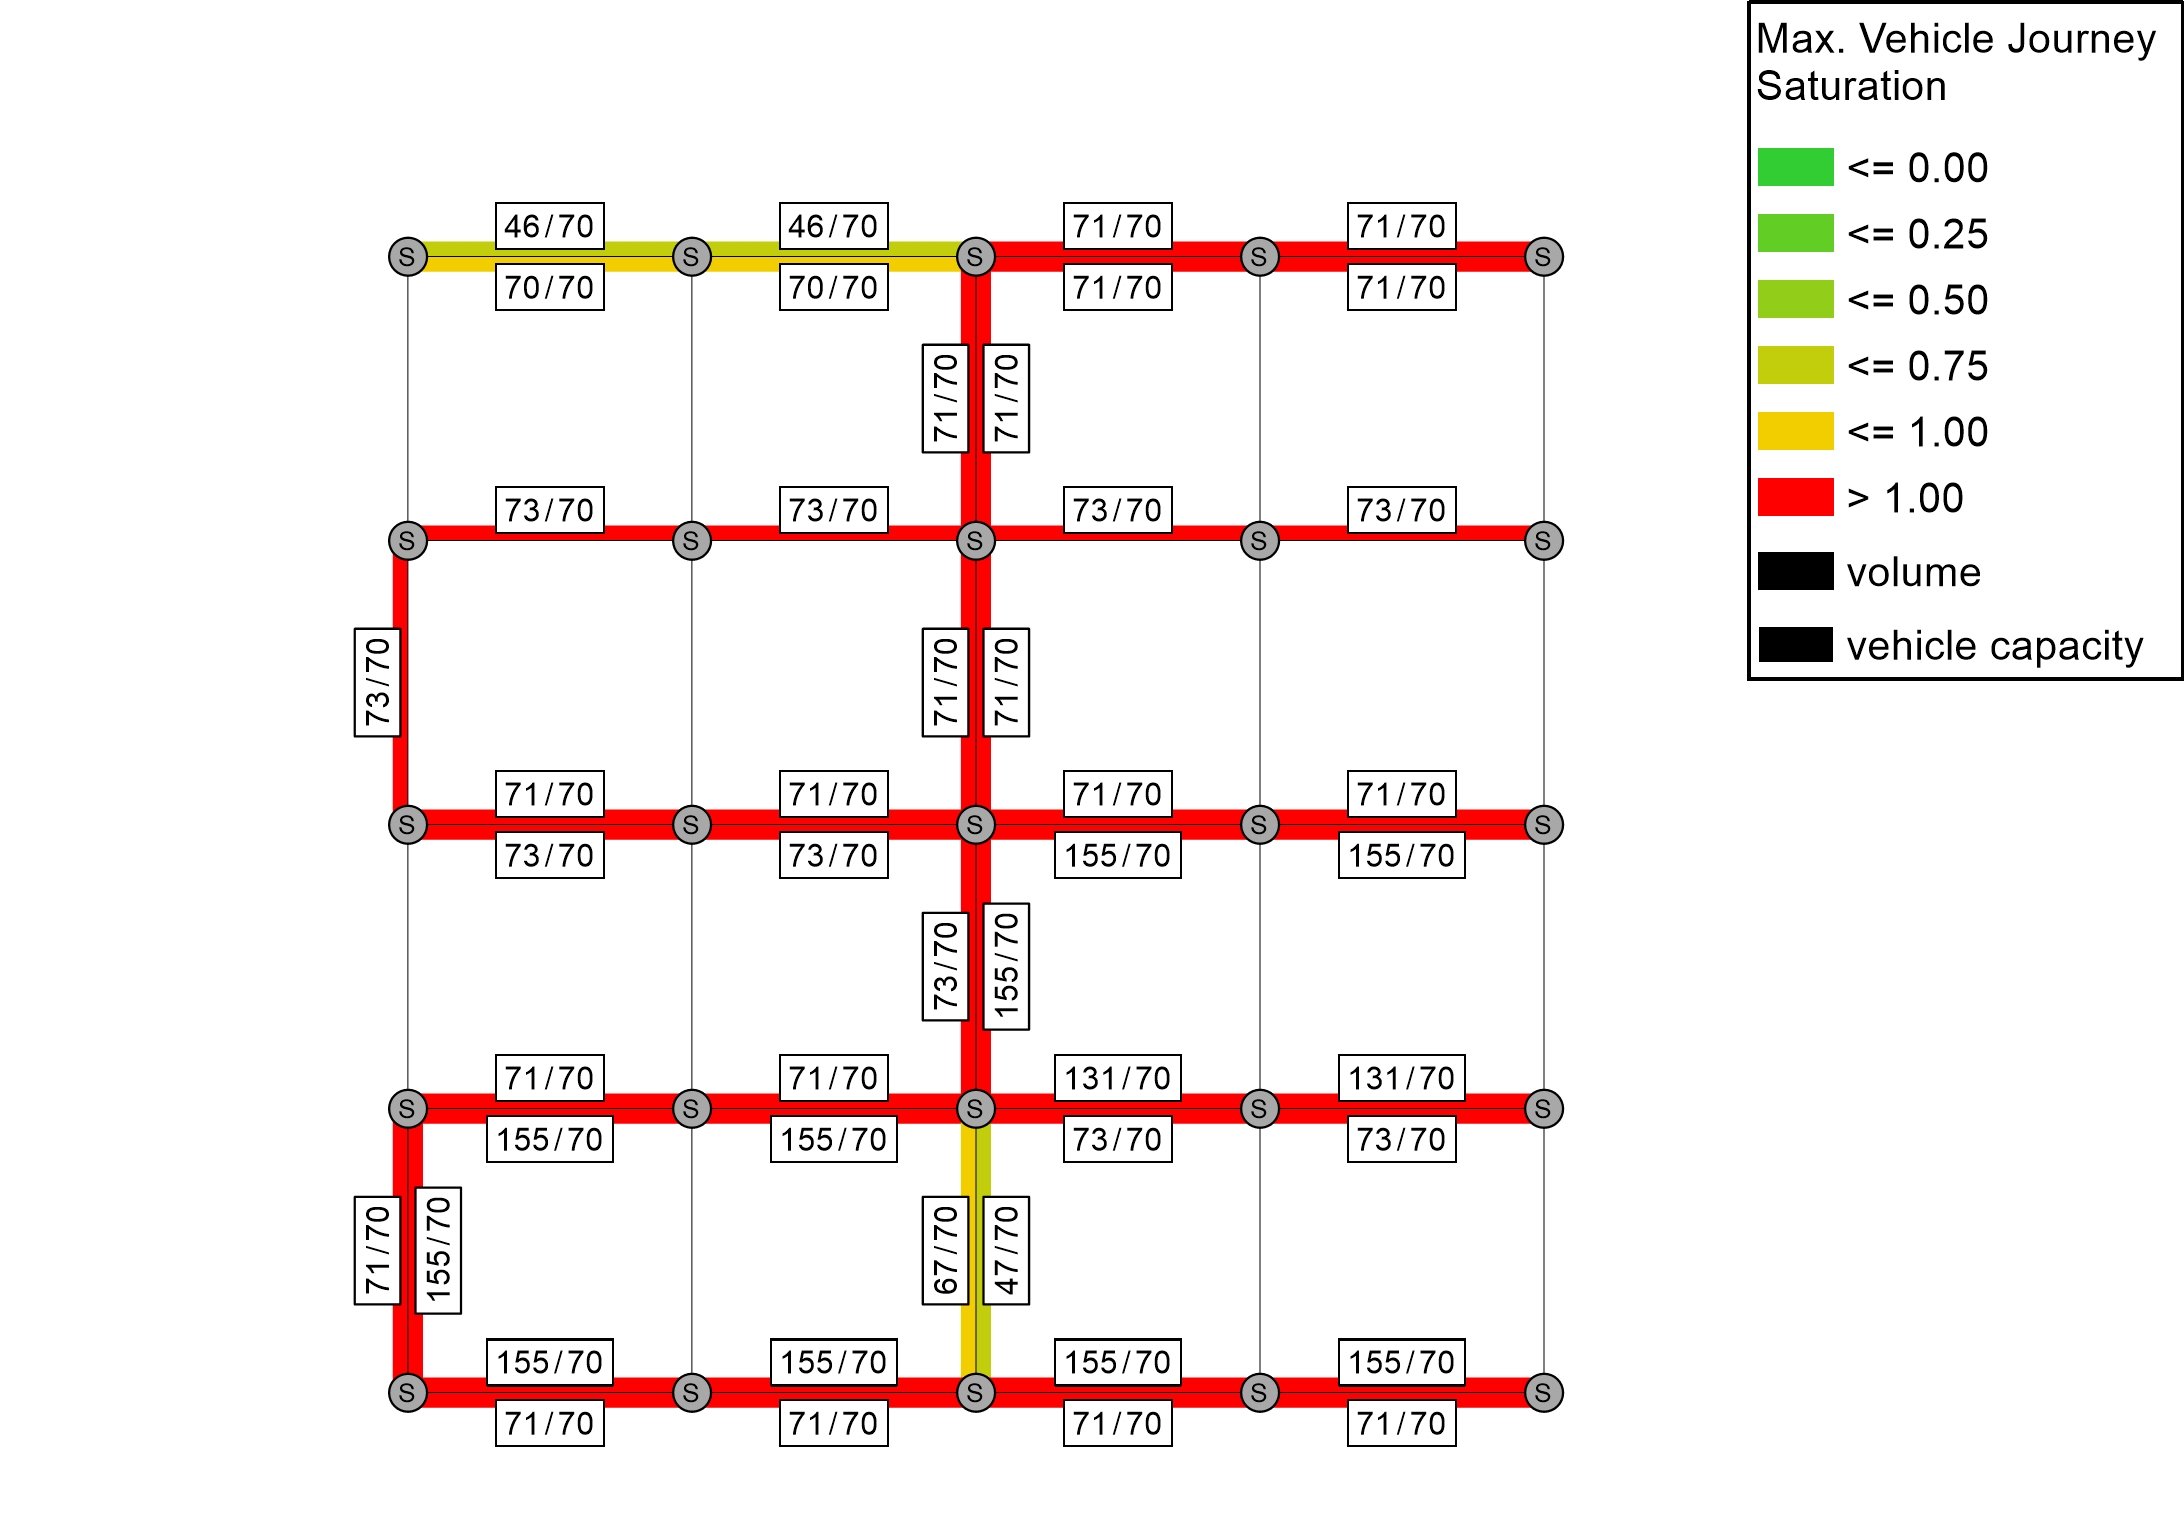 Max. Vehicle Journey
Saturation
<= 0.00
<= 0.25
<= 0.50
<= 0.75
<= 1.00
> 1.00
volume
vehicle capacity
46/70 46/70 71/70 71/70
S S S S S
70/70 70/70 71/70 71/70
71/70 71/70
73/70 73/70 73/70 73/70
S S S S S
73/70 71/70 71/70
71/70 71/70 71/70 71/70
S S S S S
73/70 73/70 155/70 155/70
73/70 155/70
71/70 71/70 131/70 131/70
S S S S S
155/70 155/70 73/70 73/70
71/70 155/70 67/70 47/70
155/70 155/70 155/70 155/70
S S S S S
71/70 71/70 71/70 71/70